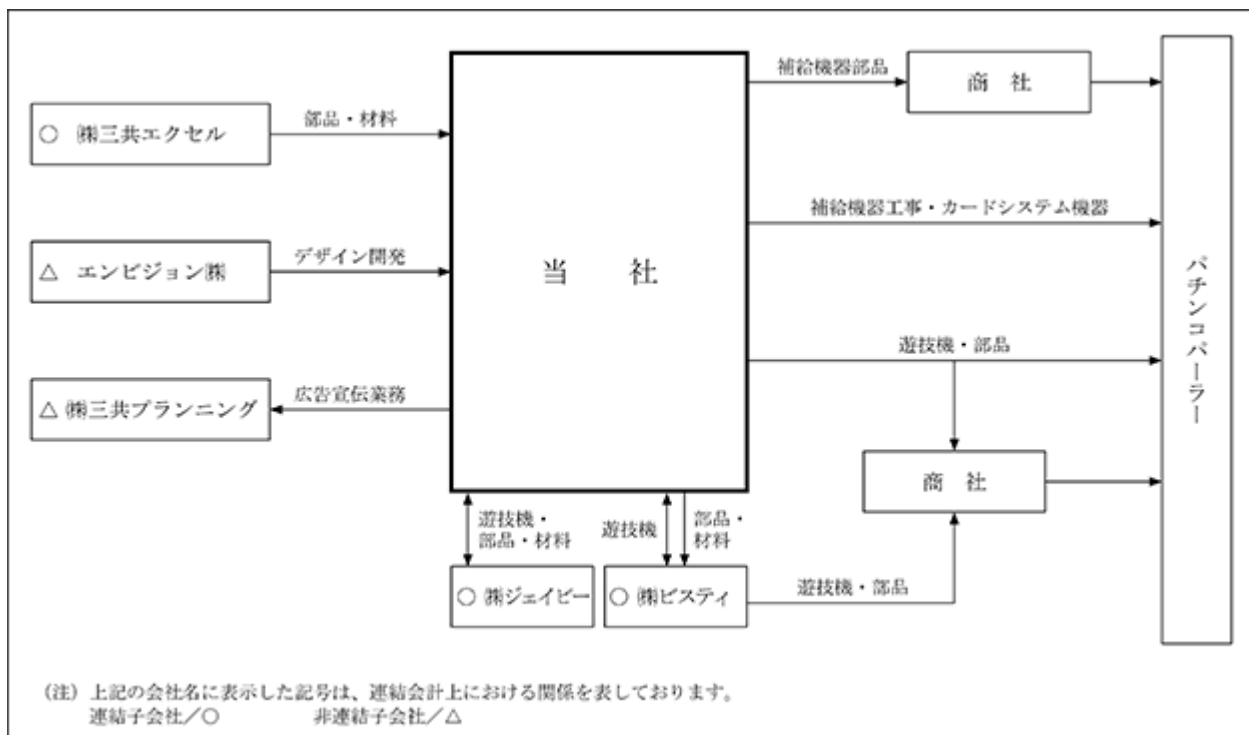 補給機器部品
商 社
○ ㈱三共エクセル
部品・材料
補給機器工事・カードシステム機器
△ エンビジョン㈱
デザイン開発
当 社
パチンコパーラー
遊技機・部品
△ ㈱三共プランニング
広告宣伝業務
商 社
遊技機・
部品・材料
遊技機
部品・
材料
○ ㈱ジェイビー
○ ㈱ビスティ
遊技機・部品
(注) 上記の会社名に表示した記号は、連結会計上における関係を表しております。
連結子会社／○ 非連結子会社／△